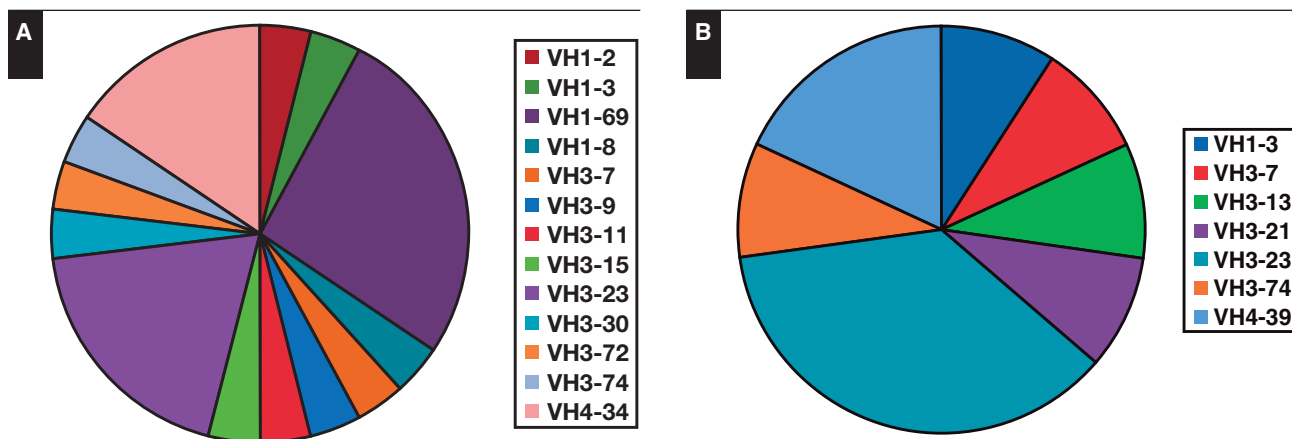 A
VH1-2
VH1-3
VH1-69
VH1-8
VH3-7
VH3-9
VH3-11
VH3-15
VH3-23
VH3-30
VH3-72
VH3-74
VH4-34
B
VH1-3
VH3-7
VH3-13
VH3-21
VH3-23
VH3-74
VH4-39